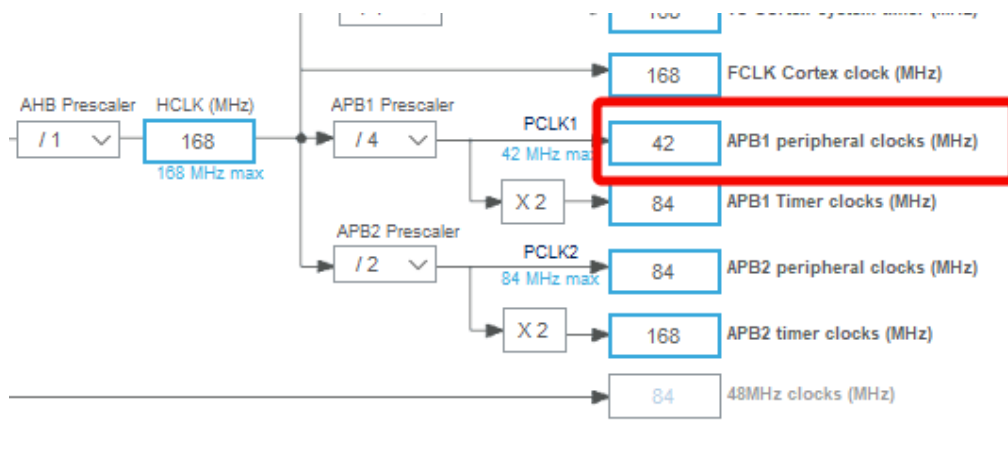 FCLK Cortex clock (MHz)
168
AHB Prescaler
HCLK (MHz)
APB1 Prescaler
/ 1
168
168 MHz max
/ 4
PCLK1
42 MHz max
42
APB1 peripheral clocks (MHz)
X 2
84
APB1 Timer clocks (MHz)
APB2 Prescaler
/ 2
PCLK2
84 MHz max
84
APB2 peripheral clocks (MHz)
X 2
168
APB2 timer clocks (MHz)
84
48MHz clocks (MHz)